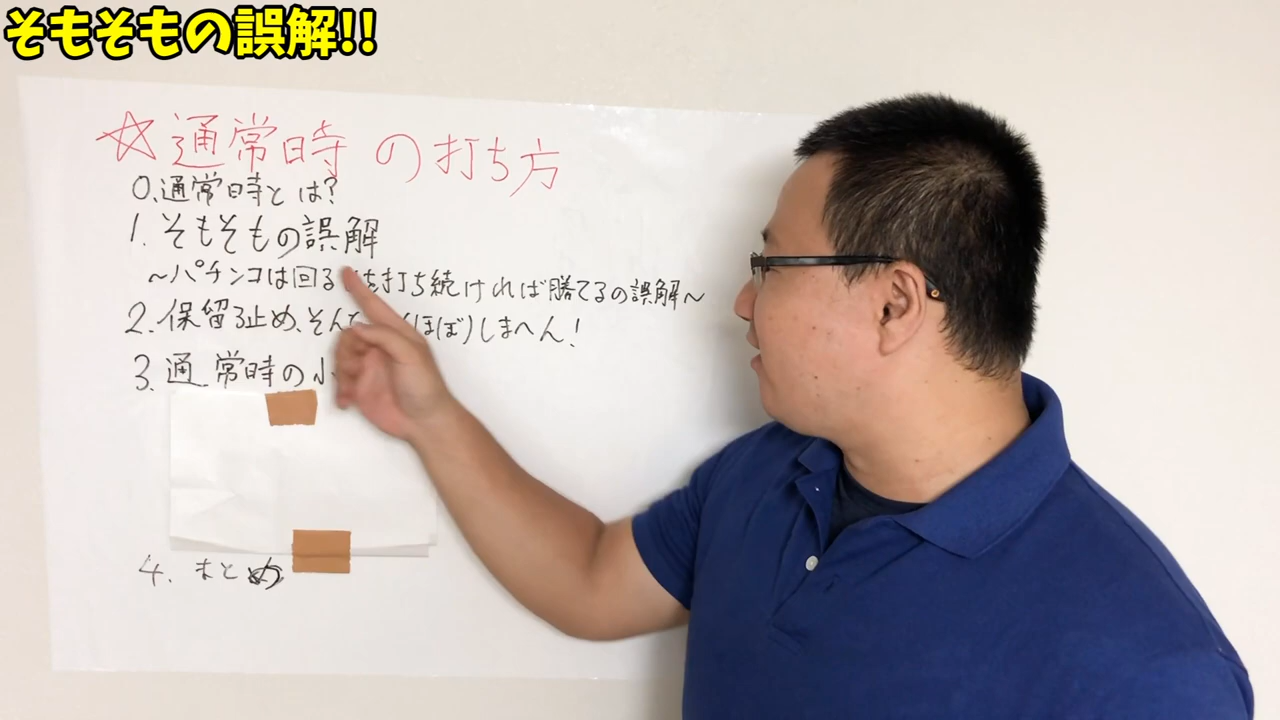 そもそもの誤解!!
☆通常時の打ち方
0.通常時とは?
1.そもそもの誤解
~パチンコは回る を打ち続ければ勝てるの誤解~
2.保留止め、そん (ほぼ)しまへん!
3.通常時の小
4.まとめ